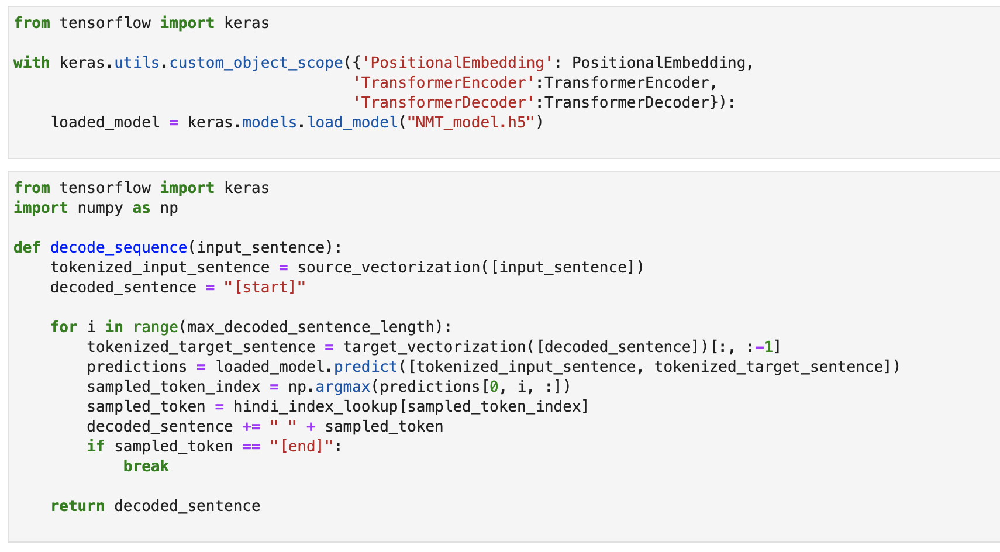 from tensorflow import keras
with keras.utils.custom_object_scope({'PositionalEmbedding': PositionalEmbedding,
                                     'TransformerEncoder':TransformerEncoder,
                                     'TransformerDecoder':TransformerDecoder}):
    loaded_model = keras.models.load_model("NMT_model.h5")
from tensorflow import keras
import numpy as np
def decode_sequence(input_sentence):
    tokenized_input_sentence = source_vectorization([input_sentence])
    decoded_sentence = "[start]"
    for i in range(max_decoded_sentence_length):
        tokenized_target_sentence = target_vectorization([decoded_sentence])[:, :-1]
        predictions = loaded_model.predict([tokenized_input_sentence, tokenized_target_sentence])
        sampled_token_index = np.argmax(predictions[0, i, :])
        sampled_token = hindi_index_lookup[sampled_token_index]
        decoded_sentence += " " + sampled_token
        if sampled_token == "[end]":
            break
    return decoded_sentence